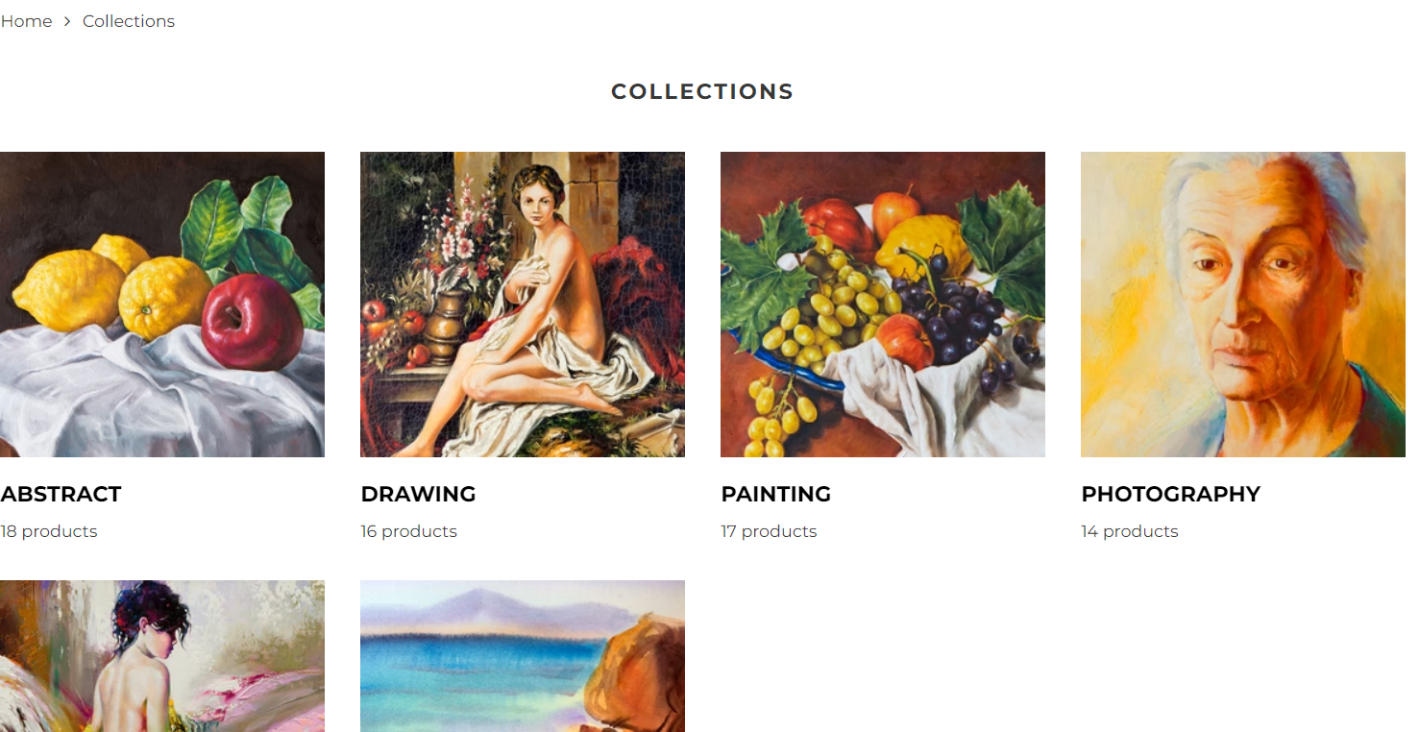 Home > Collections
COLLECTIONS
ABSTRACT
DRAWING
PAINTING
PHOTOGRAPHY
18 products
16 products
17 products
14 products